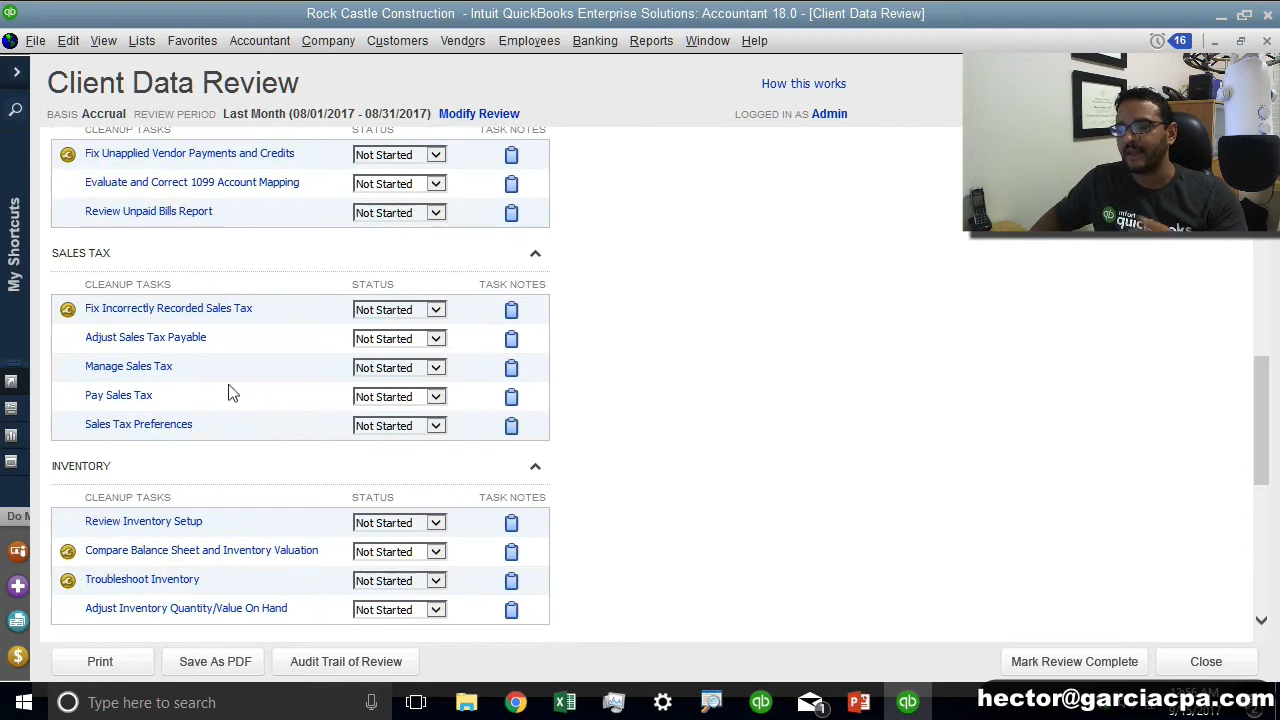 Rock Castle Construction - Intuit QuickBooks Enterprise Solutions: Accountant 18.0 - [Client Data Review]
File Edit View Lists Favorites Accountant Company Customers Vendors Employees Banking Reports Window Help
16
Client Data Review
How this works
BASIS Accrual REVIEW PERIOD Last Month (08/01/2017 - 08/31/2017) Modify Review
LOGGED IN AS Admin
CLEANUP TASKS STATUS TASK NOTES
Fix Unapplied Vendor Payments and Credits Not Started
Evaluate and Correct 1099 Account Mapping Not Started
Review Unpaid Bills Report Not Started
SALES TAX
CLEANUP TASKS STATUS TASK NOTES
Fix Incorrectly Recorded Sales Tax Not Started
Adjust Sales Tax Payable Not Started
Manage Sales Tax Not Started
Pay Sales Tax Not Started
Sales Tax Preferences Not Started
INVENTORY
CLEANUP TASKS STATUS TASK NOTES
Review Inventory Setup Not Started
Compare Balance Sheet and Inventory Valuation Not Started
Troubleshoot Inventory Not Started
Adjust Inventory Quantity/Value On Hand Not Started
My Shortcuts
Do M
intuit
quickbooks
Print Save As PDF Audit Trail of Review Mark Review Complete Close
Type here to search
hector@garciacpa.com